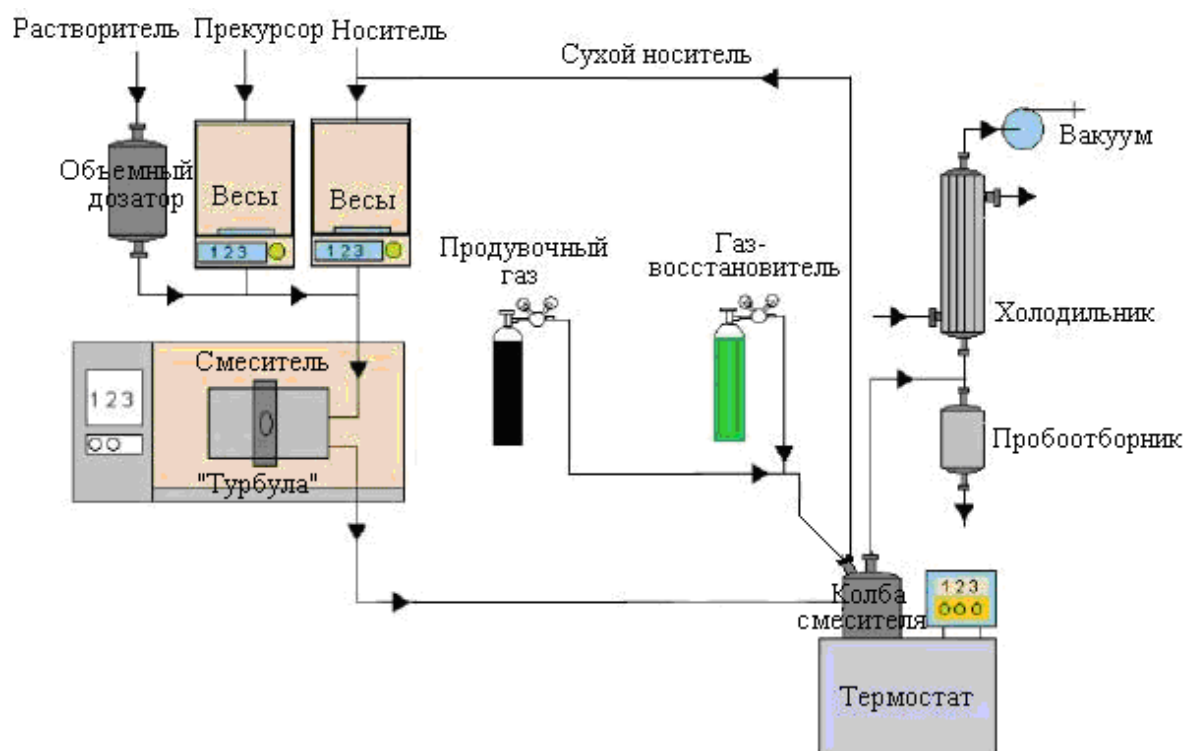 Растворитель Прекурсор Носитель
Сухой носитель
Вакуум
Объемный
дозатор
Весы
Весы
123
123
Продувочный
газ
Газ-
восстановитель
Холодильник
Смеситель
123
"Турбула"
Пробоотборник
Колба
смесителя
123
000
Термостат